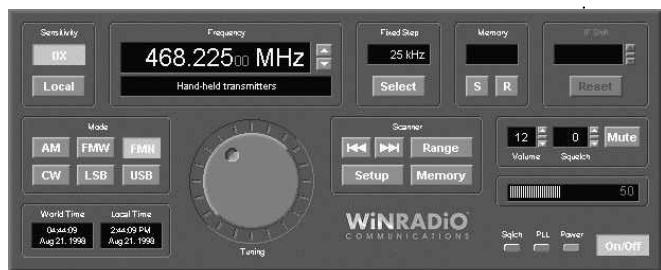 Sensitivity
DX
Local
Frequency
468.22500 MHz
Hand-held transmitters
Fixed Step
25 kHz
Select
Memory
S R
IF Shift
Reset
Mode
AM FMW FMN
CW LSB USB
Scanner
Range
Setup Memory
12 0 Mute
Volume Squelch
50
World Time Local Time
04:44:09 2:44:09 PM
Aug 21. 1998 Aug 21. 1998
Tuning
WiNRADiO
COMMUNICATIONS
Sqlch PLL Power On/Off